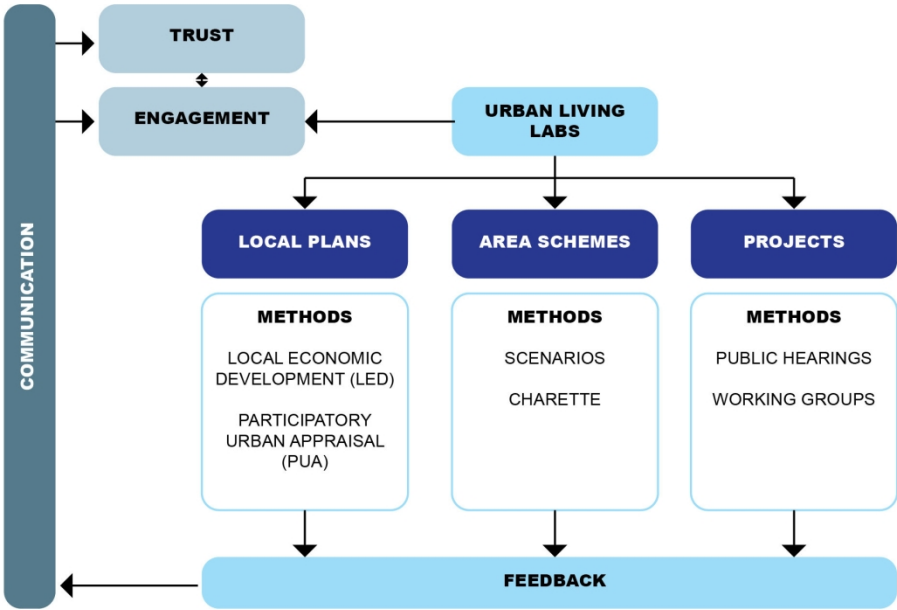 COMMUNICATION
TRUST
ENGAGEMENT
URBAN LIVING
LABS
LOCAL PLANS
AREA SCHEMES
PROJECTS
METHODS
LOCAL ECONOMIC
DEVELOPMENT (LED)
PARTICIPATORY
URBAN APPRAISAL
(PUA)
METHODS
SCENARIOS
CHARETTE
METHODS
PUBLIC HEARINGS
WORKING GROUPS
FEEDBACK